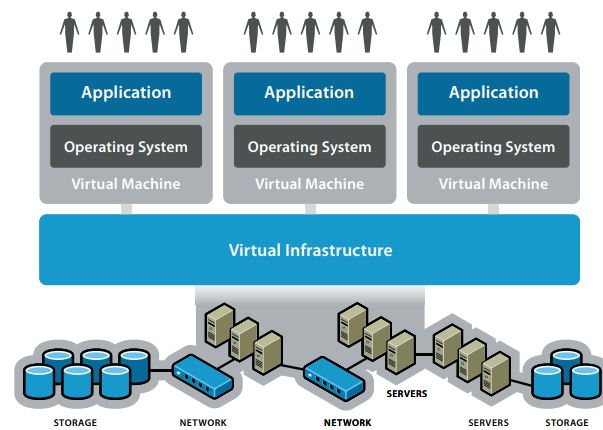 Application
Application
Application
Operating System
Operating System
Operating System
Virtual Machine
Virtual Machine
Virtual Machine
Virtual Infrastructure
SERVERS
STORAGE
NETWORK
NETWORK
SERVERS
STORAGE